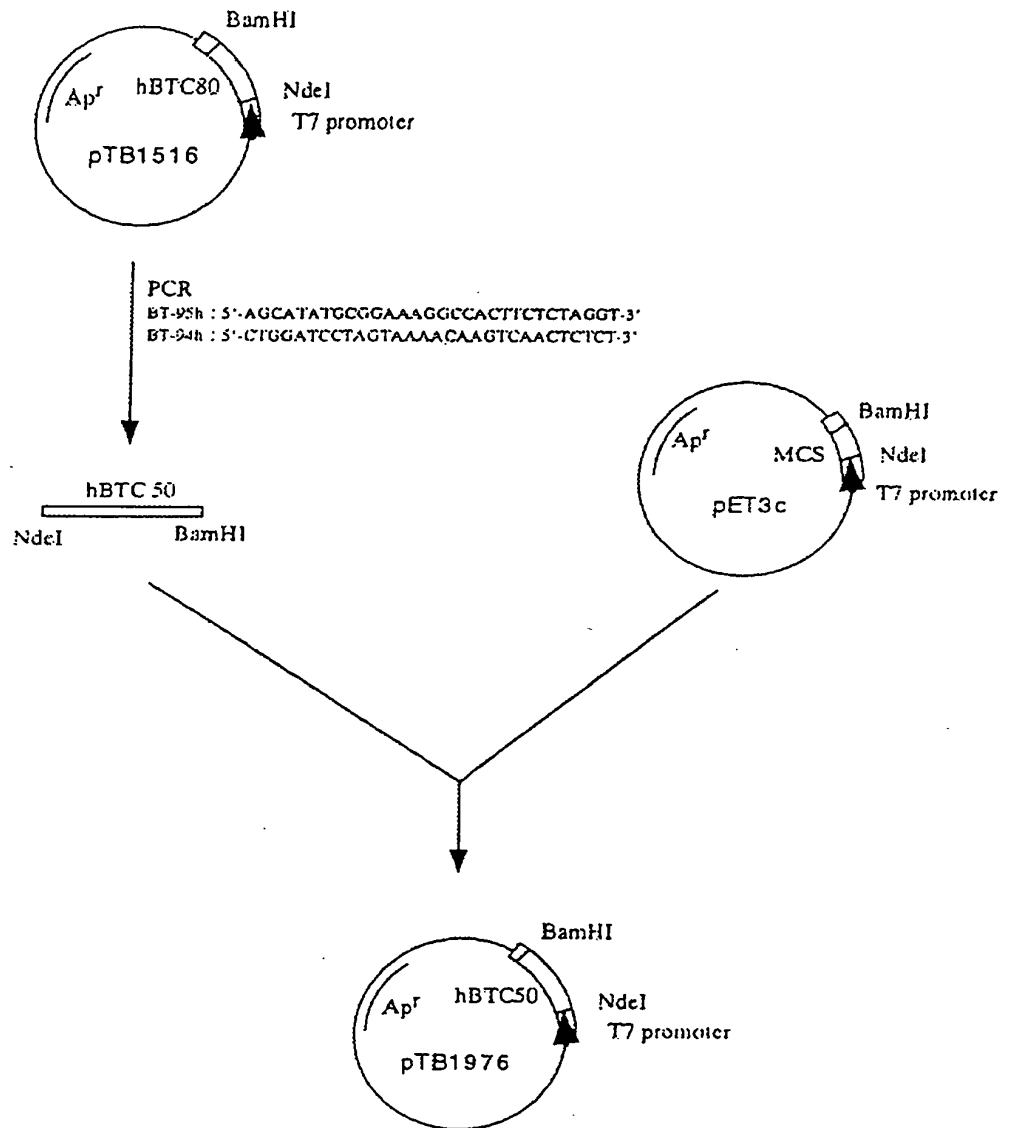 BamHI
hBTC80
Apr
NdeI
T7 promoter
pTB1516
PCR
BT-95h : 5'-AGCATATGCGGAAAGGCCACTTCTCTAGGT-3'
BT-94h : 5'-CTGGATCCTAGTAAAACAAGTCAACTCTCT-3'
hBTC 50
NdeI
BamHI
BamHI
Apr
MCS
NdeI
T7 promoter
pET3c
BamHI
Apr
hBTC50
NdeI
T7 promoter
pTB1976